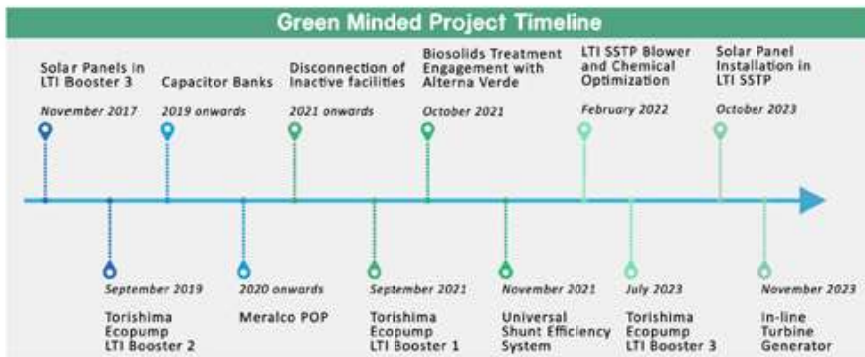 Green Minded Project Timeline
Solar Panels in
LTI Booster 3
November 2017
Capacitor Banks
2019 onwards
Disconnection of
Inactive facilities
2021 onwards
Biosolids Treatment
Engagement with
Alterna Verde
October 2021
LTI SSTP Blower
and Chemical
Optimization
February 2022
Solar Panel
Installation in
LTI SSTP
October 2023
September 2019
Torishima
Ecopump
LTI Booster 2
2020 onwards
Meralco POP
September 2021
Torishima
Ecopump
LTI Booster 1
November 2021
Universal
Shunt Efficiency
System
July 2023
Torishima
Ecopump
LTI Booster 3
November 2023
In-line
Turbine
Generator